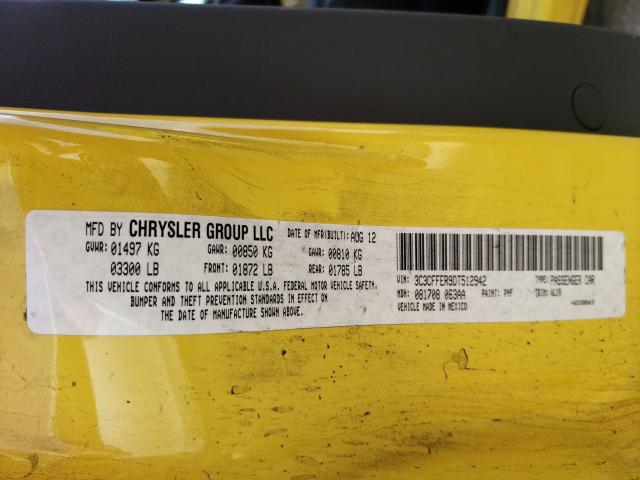 MFD BY CHRYSLER GROUP LLC DATE OF MFR(BUILT): AUG 12
GVWR: 01497 KG GAWR: 00850 KG GAWR: 00810 KG
03300 LB FRONT: 01872 LB REAR: 01785 LB
THIS VEHICLE CONFORMS TO ALL APPLICABLE U.S.A. FEDERAL MOTOR VEHICLE SAFETY,
BUMPER AND THEFT PREVENTION STANDARDS IN EFFECT ON
THE DATE OF MANUFACTURE SHOWN ABOVE.
VIN: 3C3CFFER9DT512942 TYPE: PASSENGER CAR
MDH: 081708 063AA PAINT: PYF TRIM: ALX9
VEHICLE MADE IN MEXICO